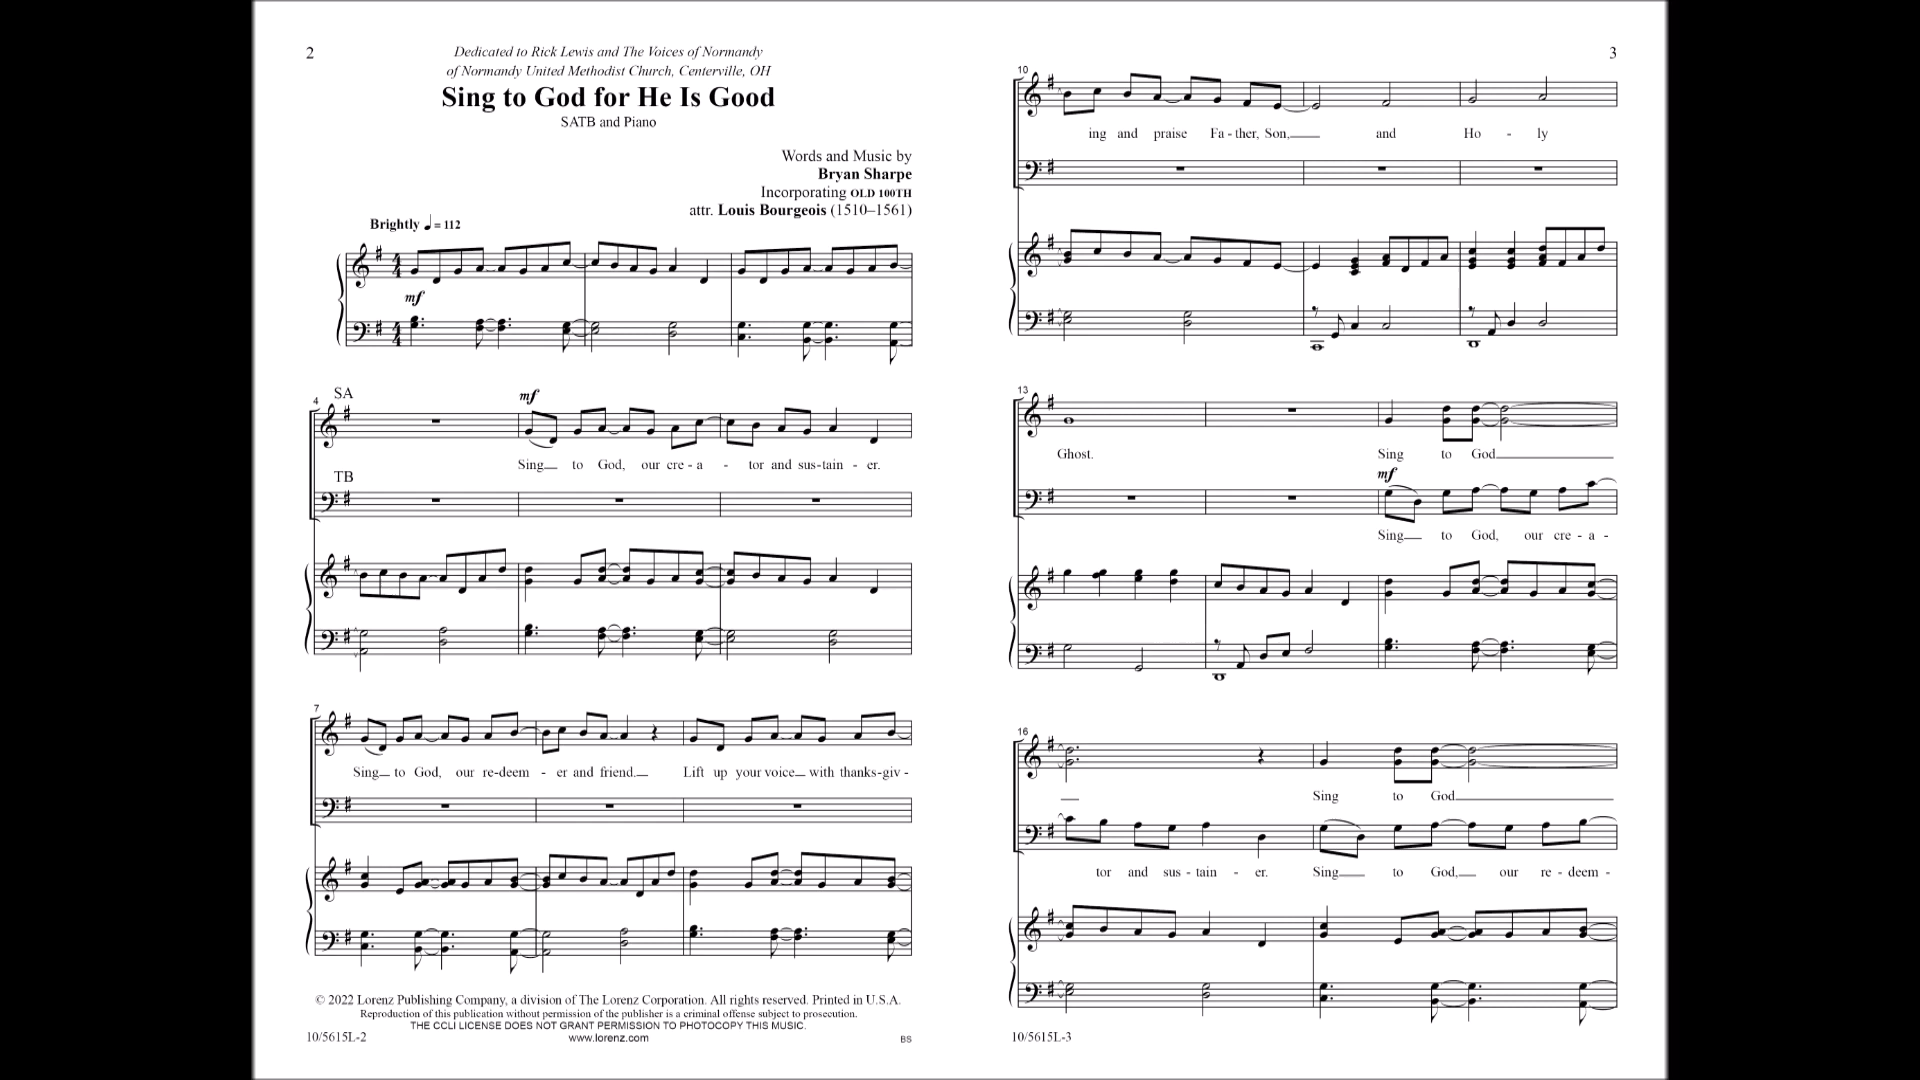 2
Dedicated to Rick Lewis and The Voices of Normandy
of Normandy United Methodist Church, Centerville, OH
Sing to God for He Is Good
SATB and Piano
Words and Music by
Bryan Sharpe
Incorporating OLD 100TH
attr. Louis Bourgeois (1510–1561)
Brightly ♩ = 112
mf
4
SA
mf
Sing to God, our cre - a - tor and sus - tain - er.
TB
7
Sing to God, our re - deem - er and friend. Lift up your voice with thanks - giv -
© 2022 Lorenz Publishing Company, a division of The Lorenz Corporation. All rights reserved. Printed in U.S.A.
Reproduction of this publication without permission of the publisher is a criminal offense subject to prosecution.
THE CCLI LICENSE DOES NOT GRANT PERMISSION TO PHOTOCOPY THIS MUSIC.
www.lorenz.com
10/5615L-2
BS
3
10
ing and praise Fa - ther, Son, and Ho - ly
13
Ghost. Sing to God
mf
Sing to God, our cre - a -
16
Sing to God
tor and sus - tain - er. Sing to God, our re - deem -
10/5615L-3